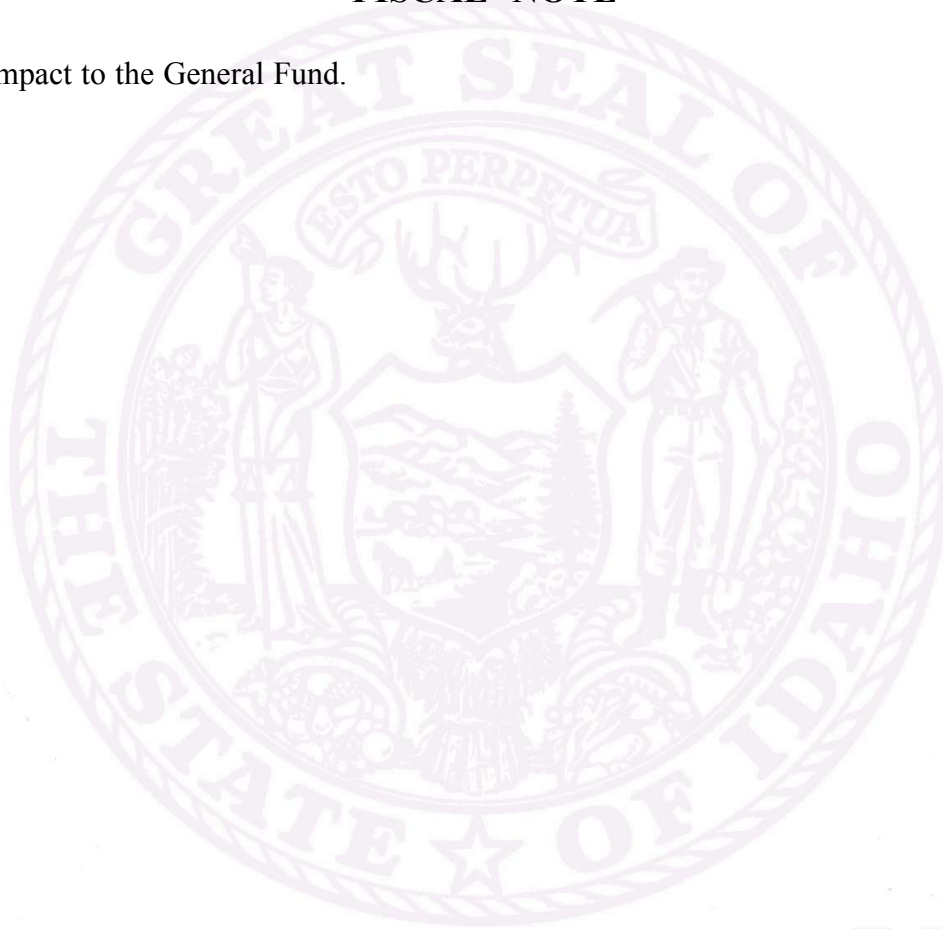 FISCAL NOTE
mpact to the General Fund.
GREAT SEAL OF
THE STATE OF IDAHO
ESTO PERPETUA